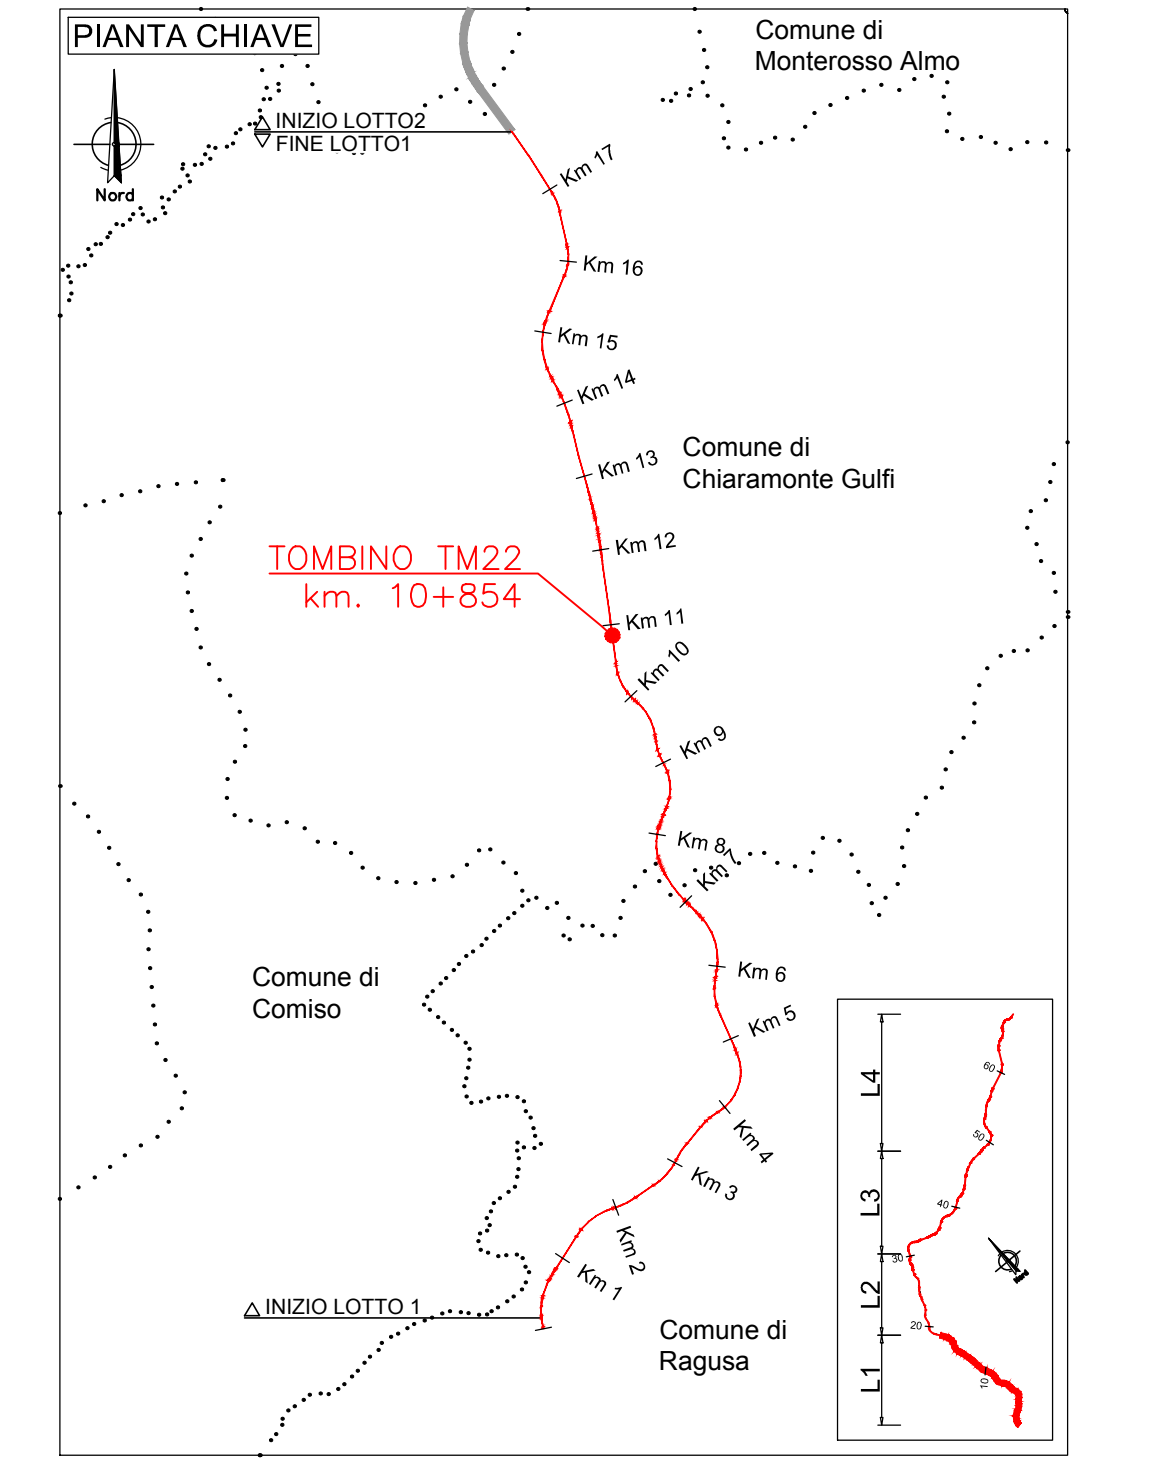 PIANTA CHIAVE
Comune di
Monterosso Almo
Nord
INIZIO LOTTO2
FINE LOTTO1
Km 17
Km 16
Km 15
Km 14
Comune di
Chiaramonte Gulfi
Km 13
Km 12
TOMBINO TM22
km. 10+854
Km 11
Km 10
Km 9
Km 8
Km 7
Comune di
Comiso
Km 6
Km 5
Km 4
Km 3
Km 2
Km 1
INIZIO LOTTO 1
Comune di
Ragusa
L4
60
50
L3
40
30
L2
20
L1
10